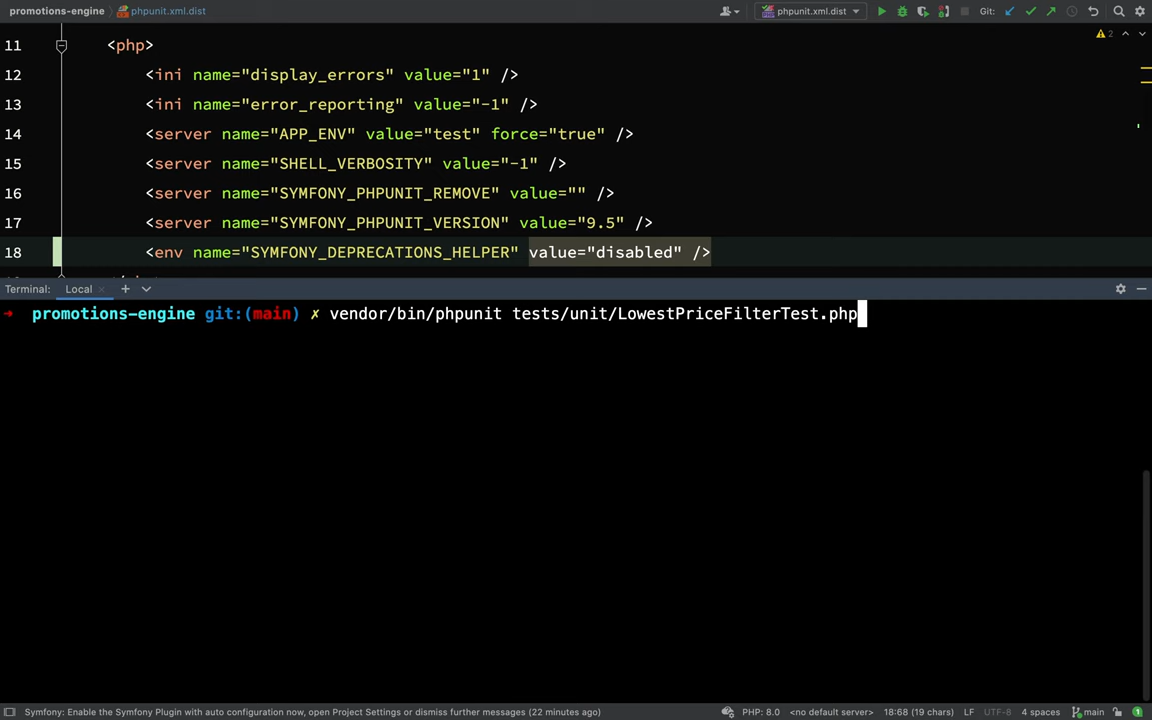 promotions-engine phpunit.xml.dist phpunit.xml.dist Git:
11 <php> 2
12 <ini name="display_errors" value="1" />
13 <ini name="error_reporting" value="-1" />
14 <server name="APP_ENV" value="test" force="true" />
15 <server name="SHELL_VERBOSITY" value="-1" />
16 <server name="SYMFONY_PHPUNIT_REMOVE" value="" />
17 <server name="SYMFONY_PHPUNIT_VERSION" value="9.5" />
18 <env name="SYMFONY_DEPRECATIONS_HELPER" value="disabled" />
Terminal: Local
→ promotions-engine git:(main) ✗ vendor/bin/phpunit tests/unit/LowestPriceFilterTest.php
Symfony: Enable the Symfony Plugin with auto configuration now, open Project Settings or dismiss further messages (22 minutes ago) PHP: 8.0 <no default server> 18:68 (19 chars) LF UTF-8 4 spaces main 1